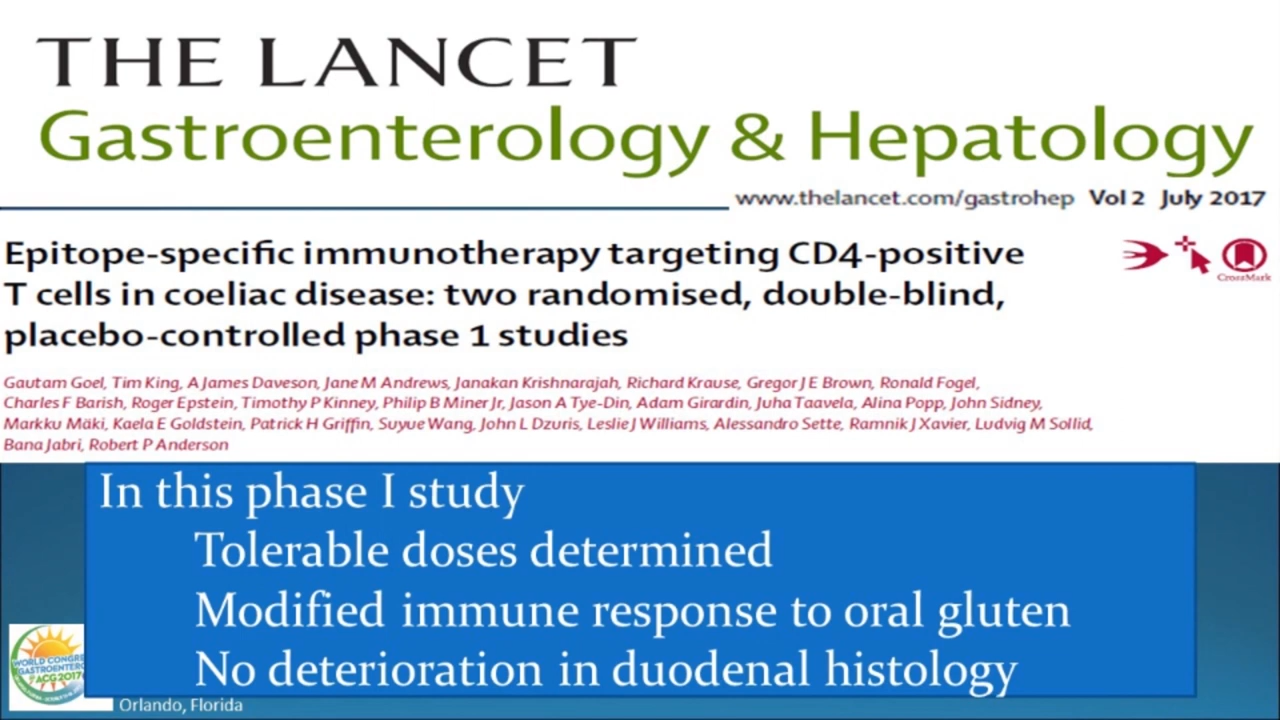 THE LANCET
Gastroenterology & Hepatology
www.thelancet.com/gastrohep Vol 2 July 2017
Epitope-specific immunotherapy targeting CD4-positive
T cells in coeliac disease: two randomised, double-blind,
placebo-controlled phase 1 studies
CrossMark
Gautam Goel, Tim King, A James Daveson, Jane M Andrews, Janakan Krishnarajah, Richard Krause, Gregor J E Brown, Ronald Fogel,
Charles F Barish, Roger Epstein, Timothy P Kinney, Philip B Miner Jr, Jason A Tye-Din, Adam Girardin, Juha Taavela, Alina Popp, John Sidney,
Markku Mäki, Kaela E Goldstein, Patrick H Griffin, Suyue Wang, John L Dzuris, Leslie J Williams, Alessandro Sette, Ramnik J Xavier, Ludvig M Sollid,
Bana Jabri, Robert P Anderson
In this phase I study
Tolerable doses determined
Modified immune response to oral gluten
No deterioration in duodenal histology
WORLD CONGRE
GASTROENTERO
ACG2017
Orlando, Florida